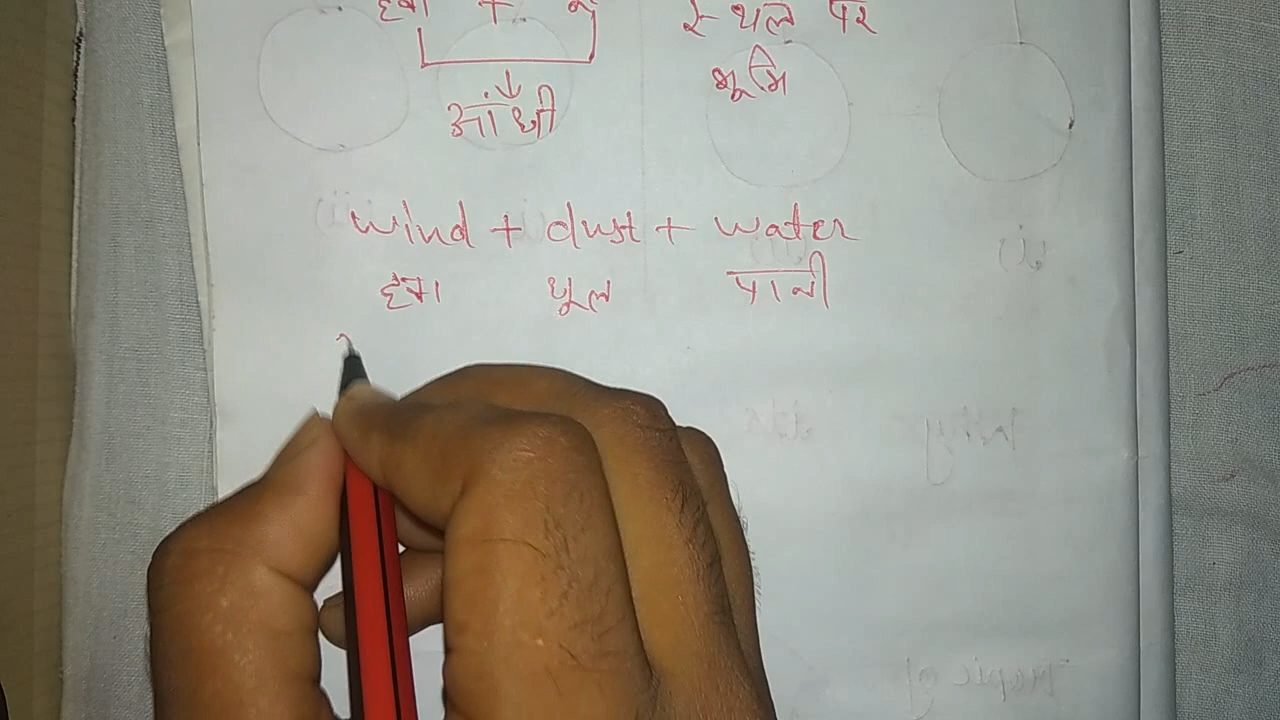 हवा + स्थल पर
भूमि
आंधी
wind + dust + water
हवा धूल पानी